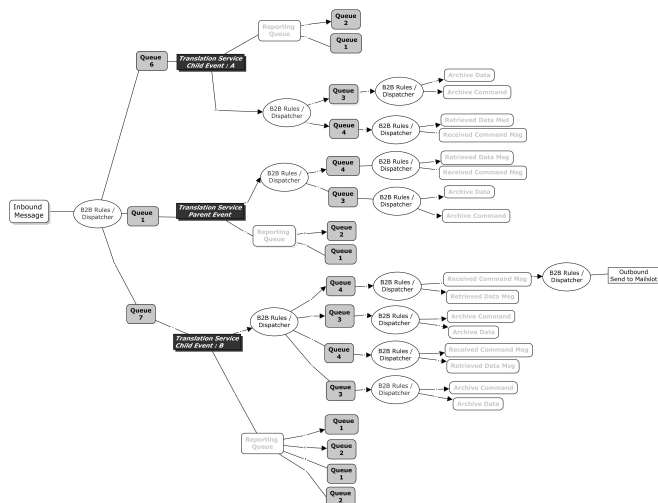 Reporting
Queue
Queue
2
Queue
1
Queue
6
Translation Service
Child Event : A
B2B Rules /
Dispatcher
Queue
3
B2B Rules /
Dispatcher
Archive Data
Archive Command
Queue
4
B2B Rules /
Dispatcher
Retrieved Data Msd
Received Command Msg
Inbound
Message
B2B Rules /
Dispatcher
Queue
1
Translation Service
Parent Event
B2B Rules /
Dispatcher
Queue
4
B2B Rules /
Dispatcher
Retrieved Data Msg
Received Command Msg
Queue
3
B2B Rules /
Dispatcher
Archive Data
Archive Command
Reporting
Queue
Queue
2
Queue
1
Queue
7
Translation Service
Child Event : B
B2B Rules /
Dispatcher
Queue
4
B2B Rules /
Dispatcher
Received Command Msg
Retrieved Data Msg
B2B Rules /
Dispatcher
Outbound
Send to Mailslot
Queue
3
B2B Rules /
Dispatcher
Archive Command
Archive Data
Queue
4
B2B Rules /
Dispatcher
Received Command Msg
Retrieved Data Msg
Queue
3
B2B Rules /
Dispatcher
Archive Command
Archive Data
Reporting
Queue
Queue
1
Queue
2
Queue
1
Queue
2